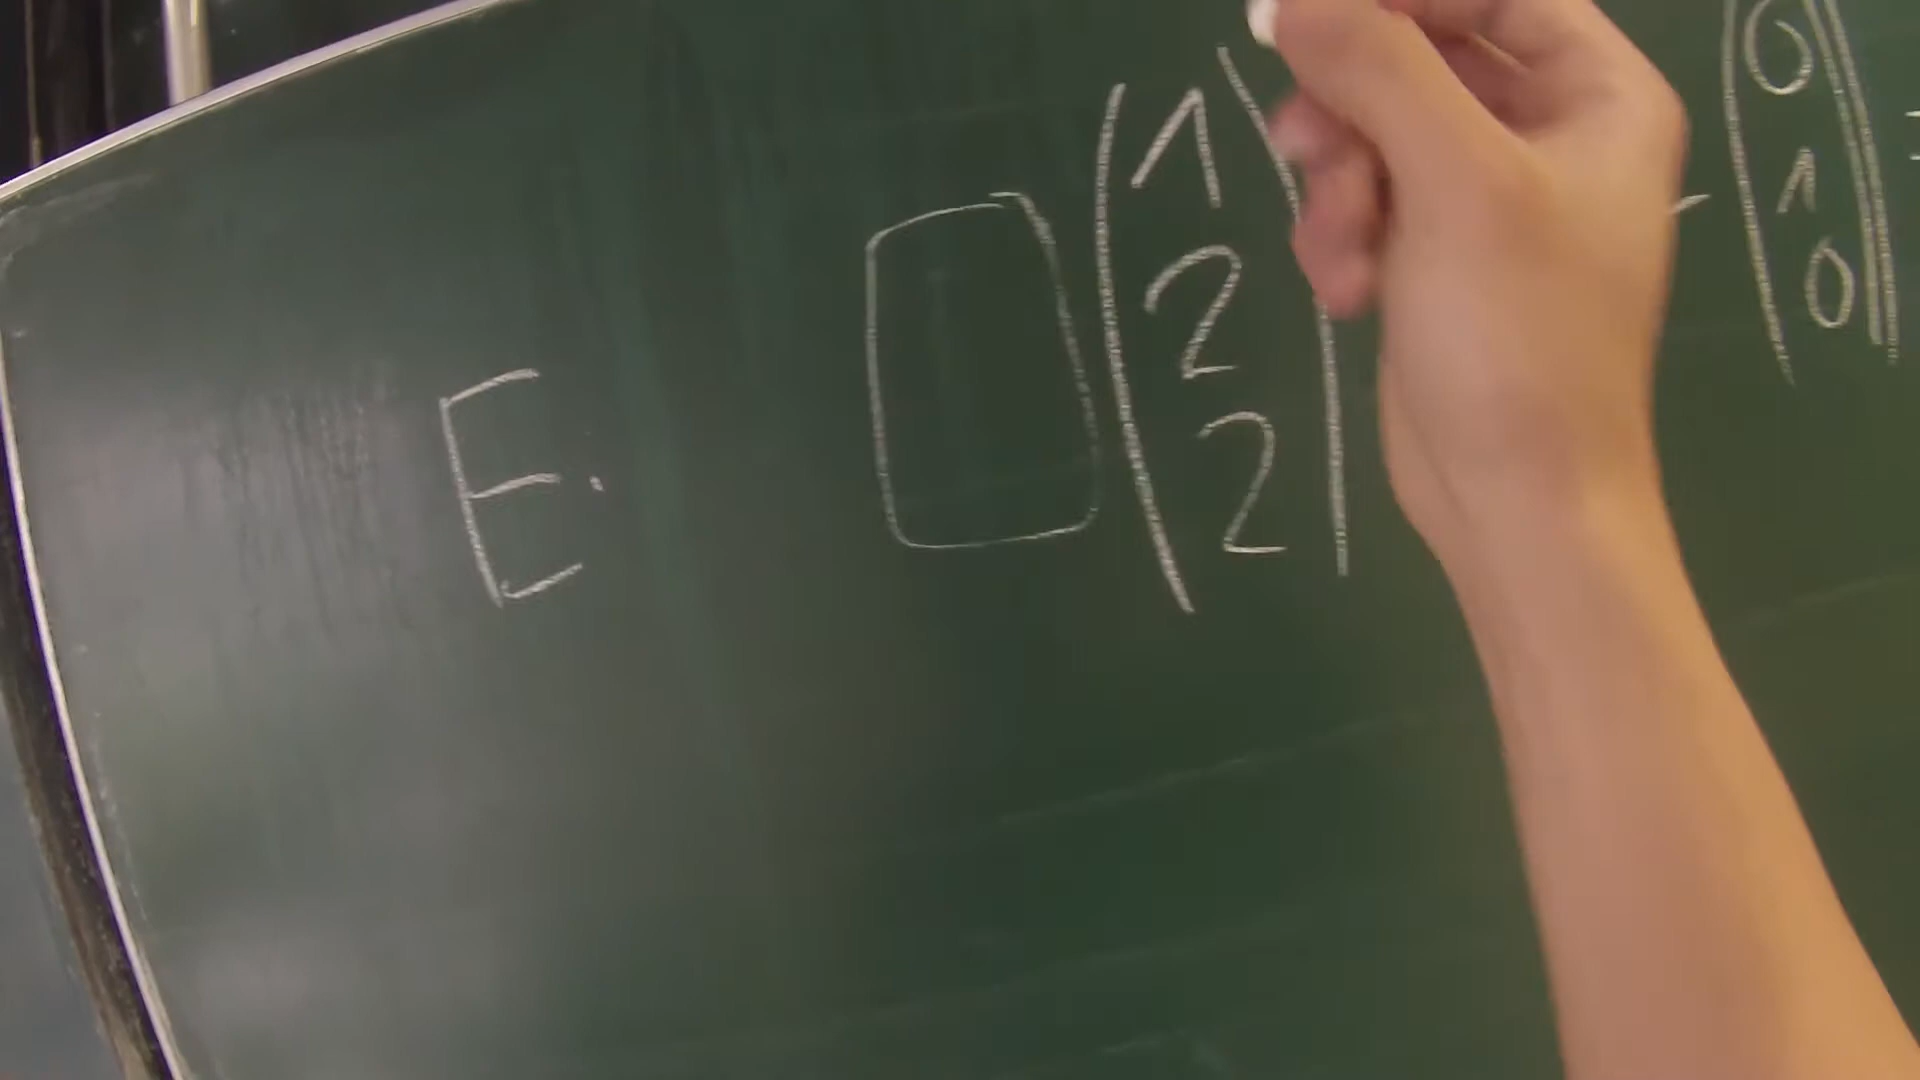 E: (1 2 2) - (0 1 0) =